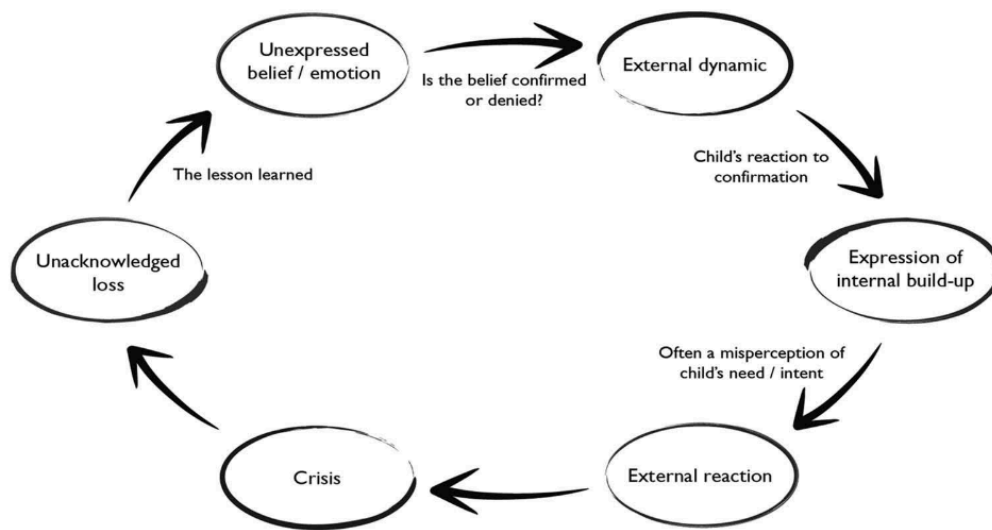 Unexpressed
belief / emotion
Is the belief confirmed
or denied?
External dynamic
Child's reaction to
confirmation
Expression of
internal build-up
Often a misperception of
child's need / intent
External reaction
Crisis
Unacknowledged
loss
The lesson learned